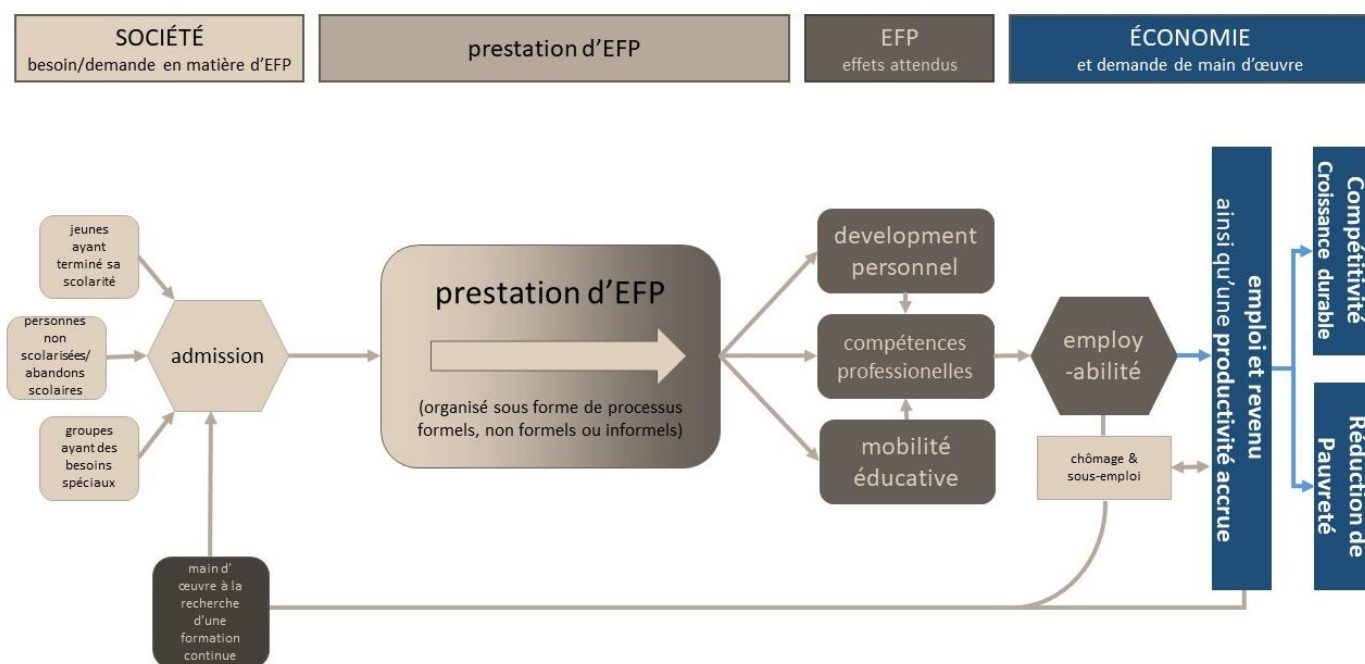 SOCIÉTÉ
besoin/demande en matière d'EFP
prestation d'EFP
EFP
effets attendus
ÉCONOMIE
et demande de main d'œuvre
jeunes
ayant
terminé sa
scolarité
personnes
non
scolarisées/
abandons
scolaires
groupes
ayant des
besoins
spéciaux
admission
main d'
œuvre à la
recherche
d'une
formation
continue
prestation d'EFP
(organisé sous forme de processus
formels, non formels ou informels)
development
personnel
compétences
professionelles
mobilité
éducative
employ
-abilité
chômage &
sous-emploi
emploi et revenu
ainsi qu'une productivité accrue
Compétitivité
Croissance durable
Réduction de
Pauvreté